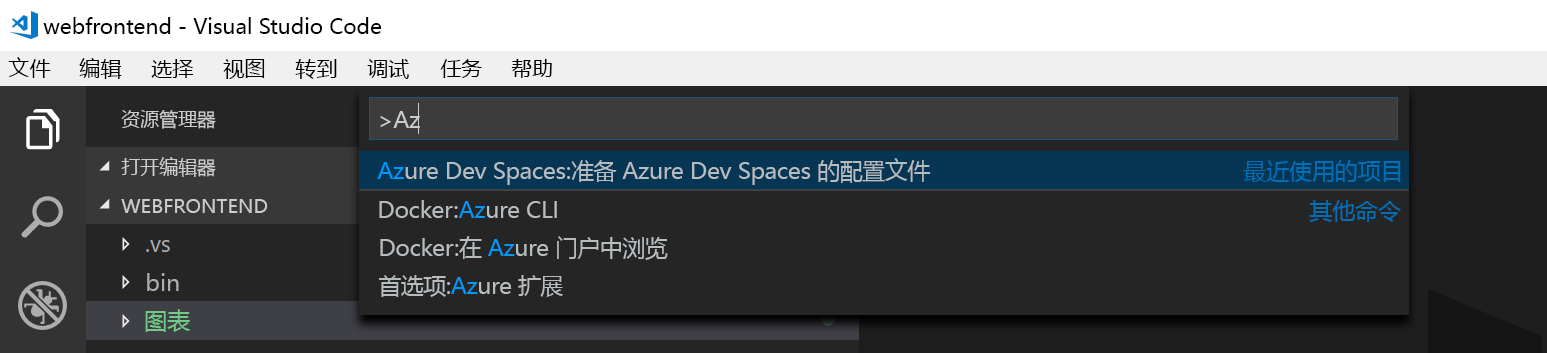 webfrontend - Visual Studio Code
文件 编辑 选择 视图 转到 调试 任务 帮助
资源管理器
>Az
打开编辑器
Azure Dev Spaces:准备 Azure Dev Spaces 的配置文件 最近使用的项目
WEBFRONTEND
Docker:Azure CLI 其他命令
.vs
Docker:在 Azure 门户中浏览
bin
首选项:Azure 扩展
图表